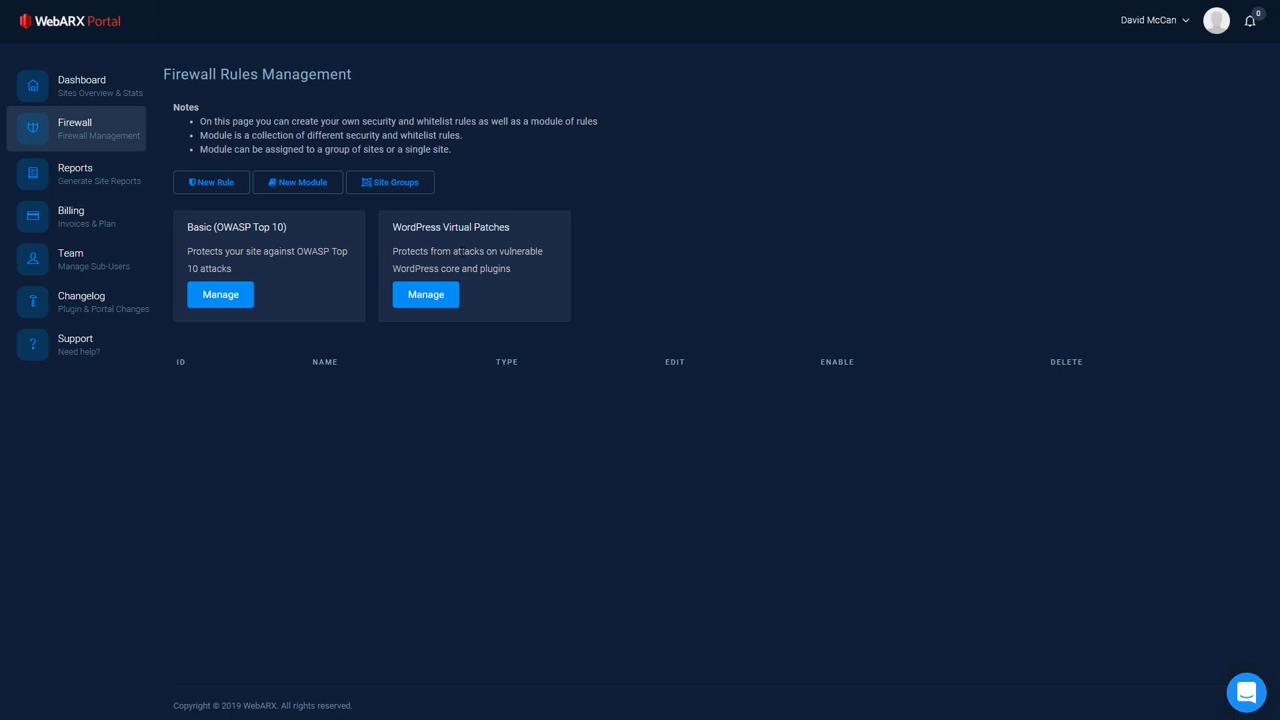 WebARX Portal
David McCan
0
Dashboard
Sites Overview & Stats
Firewall
Firewall Management
Reports
Generate Site Reports
Billing
Invoices & Plan
Team
Manage Sub-Users
Changelog
Plugin & Portal Changes
Support
Need help?
Firewall Rules Management
Notes
On this page you can create your own security and whitelist rules as well as a module of rules
Module is a collection of different security and whitelist rules.
Module can be assigned to a group of sites or a single site.
New Rule
New Module
Site Groups
Basic (OWASP Top 10)
Protects your site against OWASP Top
10 attacks
Manage
WordPress Virtual Patches
Protects from attacks on vulnerable
WordPress core and plugins
Manage
ID NAME TYPE EDIT ENABLE DELETE
Copyright © 2019 WebARX. All rights reserved.